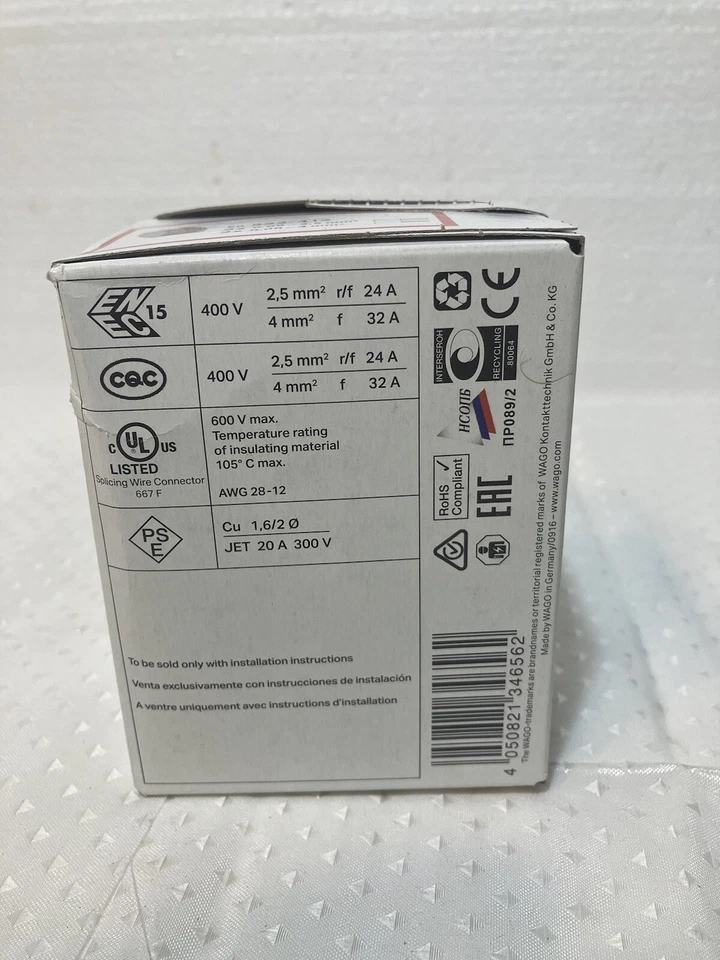 EN
EC
15
400 V
2,5 mm² r/f 24 A
4 mm² f 32 A
CQC
400 V
2,5 mm² r/f 24 A
4 mm² f 32 A
C UL US
LISTED
Splicing Wire Connector
667 F
600 V max.
Temperature rating
of insulating material
105° C max.
AWG 28-12
PS
E
Cu 1,6/2 Ø
JET 20 A 300 V
To be sold only with installation instructions
Venta exclusivamente con instrucciones de instalación
A ventre uniquement avec instructions d'installation
CE
INTERSEROH
RECYCLING
80064
НСОПБ
ПР089/2
RoHS
Compliant
EAC
4 050821 346562
The WAGO-trademarks are brandnames or territorial registered marks of WAGO Kontakttechnik GmbH & Co. KG
Made by WAGO in Germany/0916 – www.wago.com